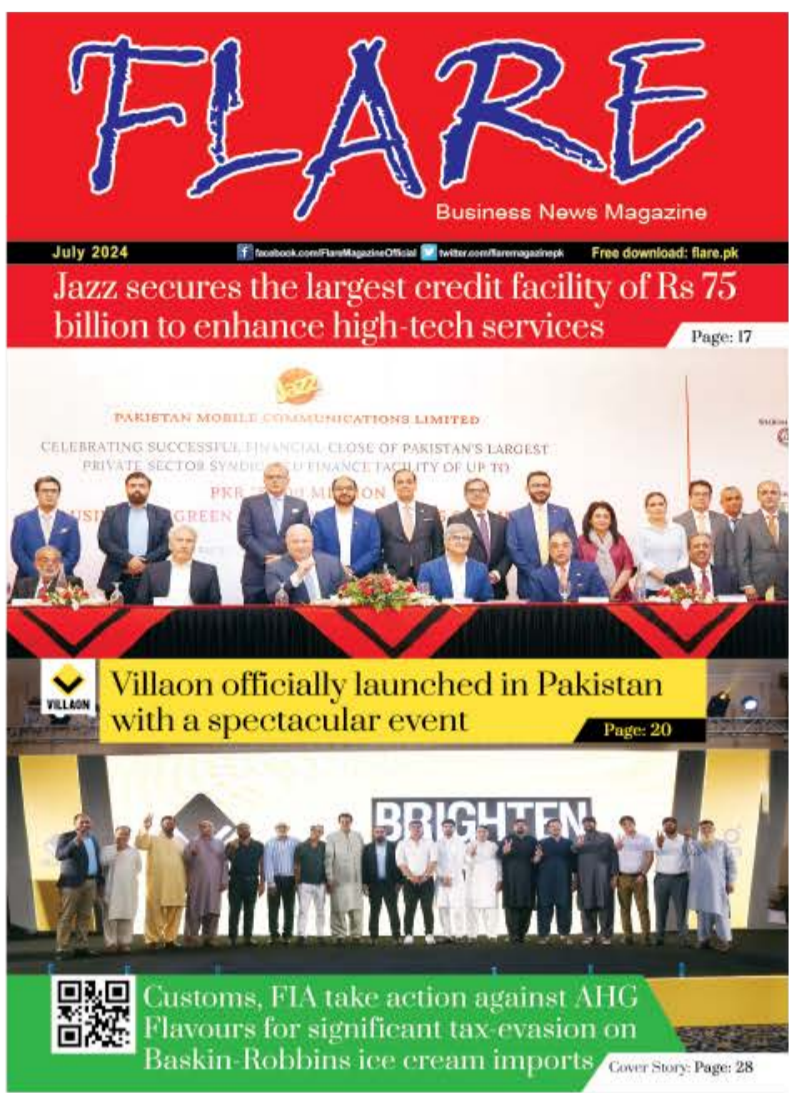 FLARE
Business News Magazine
July 2024
facebook.com/FlareMagazineOfficial
twitter.com/flaremagazinepk
Free download: flare.pk
Jazz secures the largest credit facility of Rs 75
billion to enhance high-tech services
Page: 17
Jazz
PAKISTAN MOBILE COMMUNICATIONS LIMITED
CELEBRATING SUCCESSFUL FINANCIAL CLOSE OF PAKISTAN'S LARGEST
PRIVATE SECTOR SYNDICATED FINANCE FACILITY OF UP TO
PKR
GREEN
VILLAON
Villaon officially launched in Pakistan
with a spectacular event
Page: 20
BRIGHTEN
Customs, FIA take action against AHG
Flavours for significant tax-evasion on
Baskin-Robbins ice cream imports
Cover Story: Page: 28